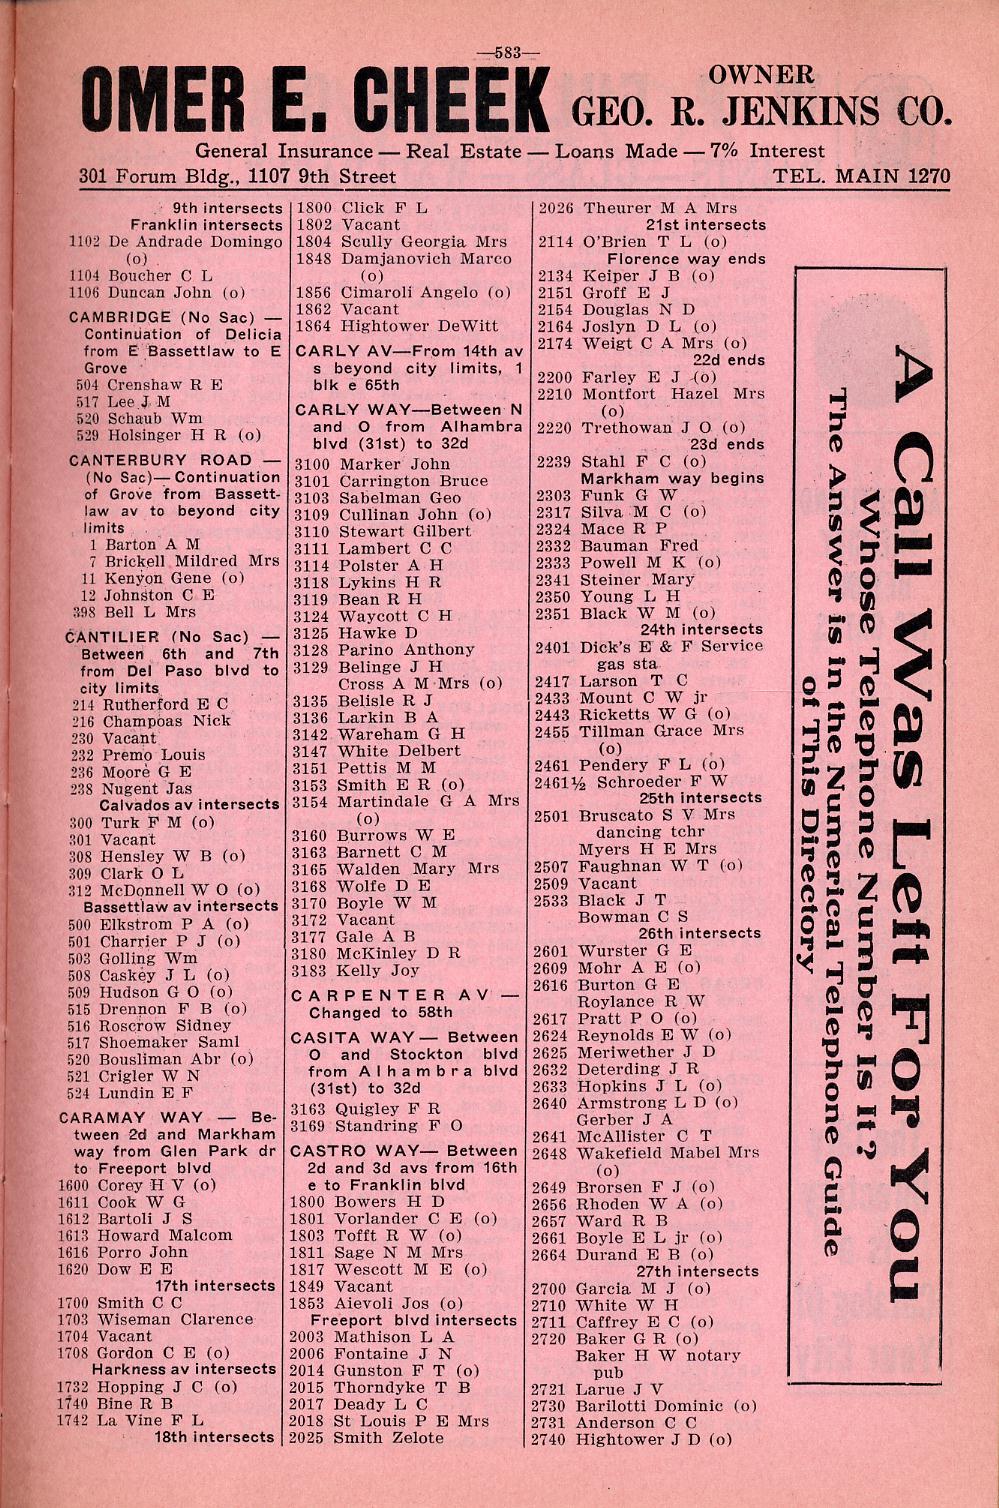 —583—
OMER E. CHEEK
OWNER
GEO. R. JENKINS CO.
General Insurance — Real Estate — Loans Made — 7% Interest
301 Forum Bldg., 1107 9th Street
TEL. MAIN 1270
9th intersects
Franklin intersects
1102 De Andrade Domingo
(o)
1104 Boucher C L
1106 Duncan John (o)
CAMBRIDGE (No Sac) —
Continuation of Delicia
from E Bassettlaw to E
Grove
504 Crenshaw R E
517 Lee J M
520 Schaub Wm
529 Holsinger H R (o)
CANTERBURY ROAD —
(No Sac)—Continuation
of Grove from Bassett-
law av to beyond city
limits
1 Barton A M
7 Brickell Mildred Mrs
11 Kenyon Gene (o)
12 Johnston C E
398 Bell L Mrs
CANTILIER (No Sac) —
Between 6th and 7th
from Del Paso blvd to
city limits
214 Rutherford E C
216 Champoas Nick
230 Vacant
232 Premo Louis
236 Moore G E
238 Nugent Jas
Calvados av intersects
300 Turk F M (o)
301 Vacant
308 Hensley W B (o)
309 Clark O L
312 McDonnell W O (o)
Bassettlaw av intersects
500 Elkstrom P A (o)
501 Charrier P J (o)
503 Golling Wm
508 Caskey J L (o)
509 Hudson G O (o)
515 Drennon F B (o)
516 Roscrow Sidney
517 Shoemaker Saml
520 Bousliman Abr (o)
521 Crigler W N
524 Lundin E F
CARAMAY WAY — Be-
tween 2d and Markham
way from Glen Park dr
to Freeport blvd
1600 Corey H V (o)
1611 Cook W G
1612 Bartoli J S
1613 Howard Malcom
1616 Porro John
1620 Dow E E
17th intersects
1700 Smith C C
1703 Wiseman Clarence
1704 Vacant
1708 Gordon C E (o)
Harkness av intersects
1732 Hopping J C (o)
1740 Bine R B
1742 La Vine F L
18th intersects
1800 Click F L
1802 Vacant
1804 Scully Georgia Mrs
1848 Damjanovich Marco
(o)
1856 Cimaroli Angelo (o)
1862 Vacant
1864 Hightower DeWitt
CARLY AV—From 14th av
s beyond city limits, 1
blk e 65th
CARLY WAY—Between N
and O from Alhambra
blvd (31st) to 32d
3100 Marker John
3101 Carrington Bruce
3103 Sabelman Geo
3109 Cullinan John (o)
3110 Stewart Gilbert
3111 Lambert C C
3114 Polster A H
3118 Lykins H R
3119 Bean R H
3124 Waycott C H
3125 Hawke D
3128 Parino Anthony
3129 Belinge J H
Cross A M Mrs (o)
3135 Belisle R J
3136 Larkin B A
3142 Wareham G H
3147 White Delbert
3151 Pettis M M
3153 Smith E R (o)
3154 Martindale G A Mrs
(o)
3160 Burrows W E
3163 Barnett C M
3165 Walden Mary Mrs
3168 Wolfe D E
3170 Boyle W M
3172 Vacant
3177 Gale A B
3180 McKinley D R
3183 Kelly Joy
CARPENTER AV —
Changed to 58th
CASITA WAY — Between
O and Stockton blvd
from Alhambra blvd
(31st) to 32d
3163 Quigley F R
3169 Standring F O
CASTRO WAY— Between
2d and 3d avs from 16th
e to Franklin blvd
1800 Bowers H D
1801 Vorlander C E (o)
1803 Tofft R W (o)
1811 Sage N M Mrs
1817 Wescott M E (o)
1849 Vacant
1853 Aievoli Jos (o)
Freeport blvd intersects
2003 Mathison L A
2006 Fontaine J N
2014 Gunston F T (o)
2015 Thorndyke T B
2017 Deady L C
2018 St Louis P E Mrs
2025 Smith Zelote
2026 Theurer M A Mrs
21st intersects
2114 O'Brien T L (o)
Florence way ends
2134 Keiper J B (o)
2151 Groff E J
2154 Douglas N D
2164 Joslyn D L (o)
2174 Weigt C A Mrs (o)
22d ends
2200 Farley E J (o)
2210 Montfort Hazel Mrs
(o)
2220 Trethowan J O (o)
23d ends
2239 Stahl F C (o)
Markham way begins
2303 Funk G W
2317 Silva M C (o)
2324 Mace R P
2332 Bauman Fred
2333 Powell M K (o)
2341 Steiner Mary
2350 Young L H
2351 Black W M (o)
24th intersects
2401 Dick's E & F Service
gas sta
2417 Larson T C
2433 Mount C W jr
2443 Ricketts W G (o)
2455 Tillman Grace Mrs
(o)
2461 Pendery F L (o)
2461½ Schroeder F W
25th intersects
2501 Bruscato S V Mrs
dancing tchr
Myers H E Mrs
2507 Faughnan W T (o)
2509 Vacant
2533 Black J T
Bowman C S
26th intersects
2601 Wurster G E
2609 Mohr A E (o)
2616 Burton G E
Roylance R W
2617 Pratt P O (o)
2624 Reynolds E W (o)
2625 Meriwether J D
2632 Deterding J R
2633 Hopkins J L (o)
2640 Armstrong L D (o)
Gerber J A
2641 McAllister C T
2648 Wakefield Mabel Mrs
(o)
2649 Brorsen F J (o)
2656 Rhoden W A (o)
2657 Ward R B
2661 Boyle E L jr (o)
2664 Durand E B (o)
27th intersects
2700 Garcia M J (o)
2710 White W H
2711 Caffrey E C (o)
2720 Baker G R (o)
Baker H W notary
pub
2721 Larue J V
2730 Barilotti Dominic (o)
2731 Anderson C C
2740 Hightower J D (o)
A Call Was Left For You
Whose Telephone Number Is It?
The Answer is in the Numerical Telephone Guide
of This Directory